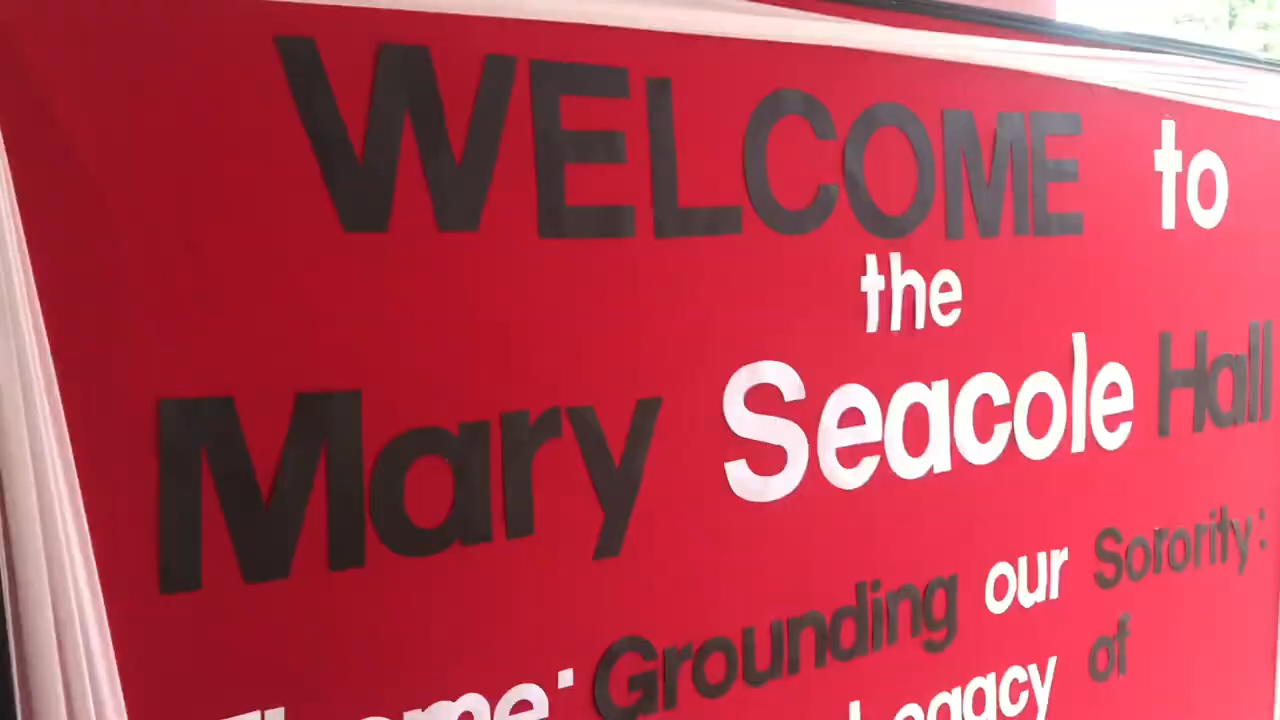 WELCOME to
the
Mary Seacole Hall
Theme: Grounding our Sorority:
Legacy of